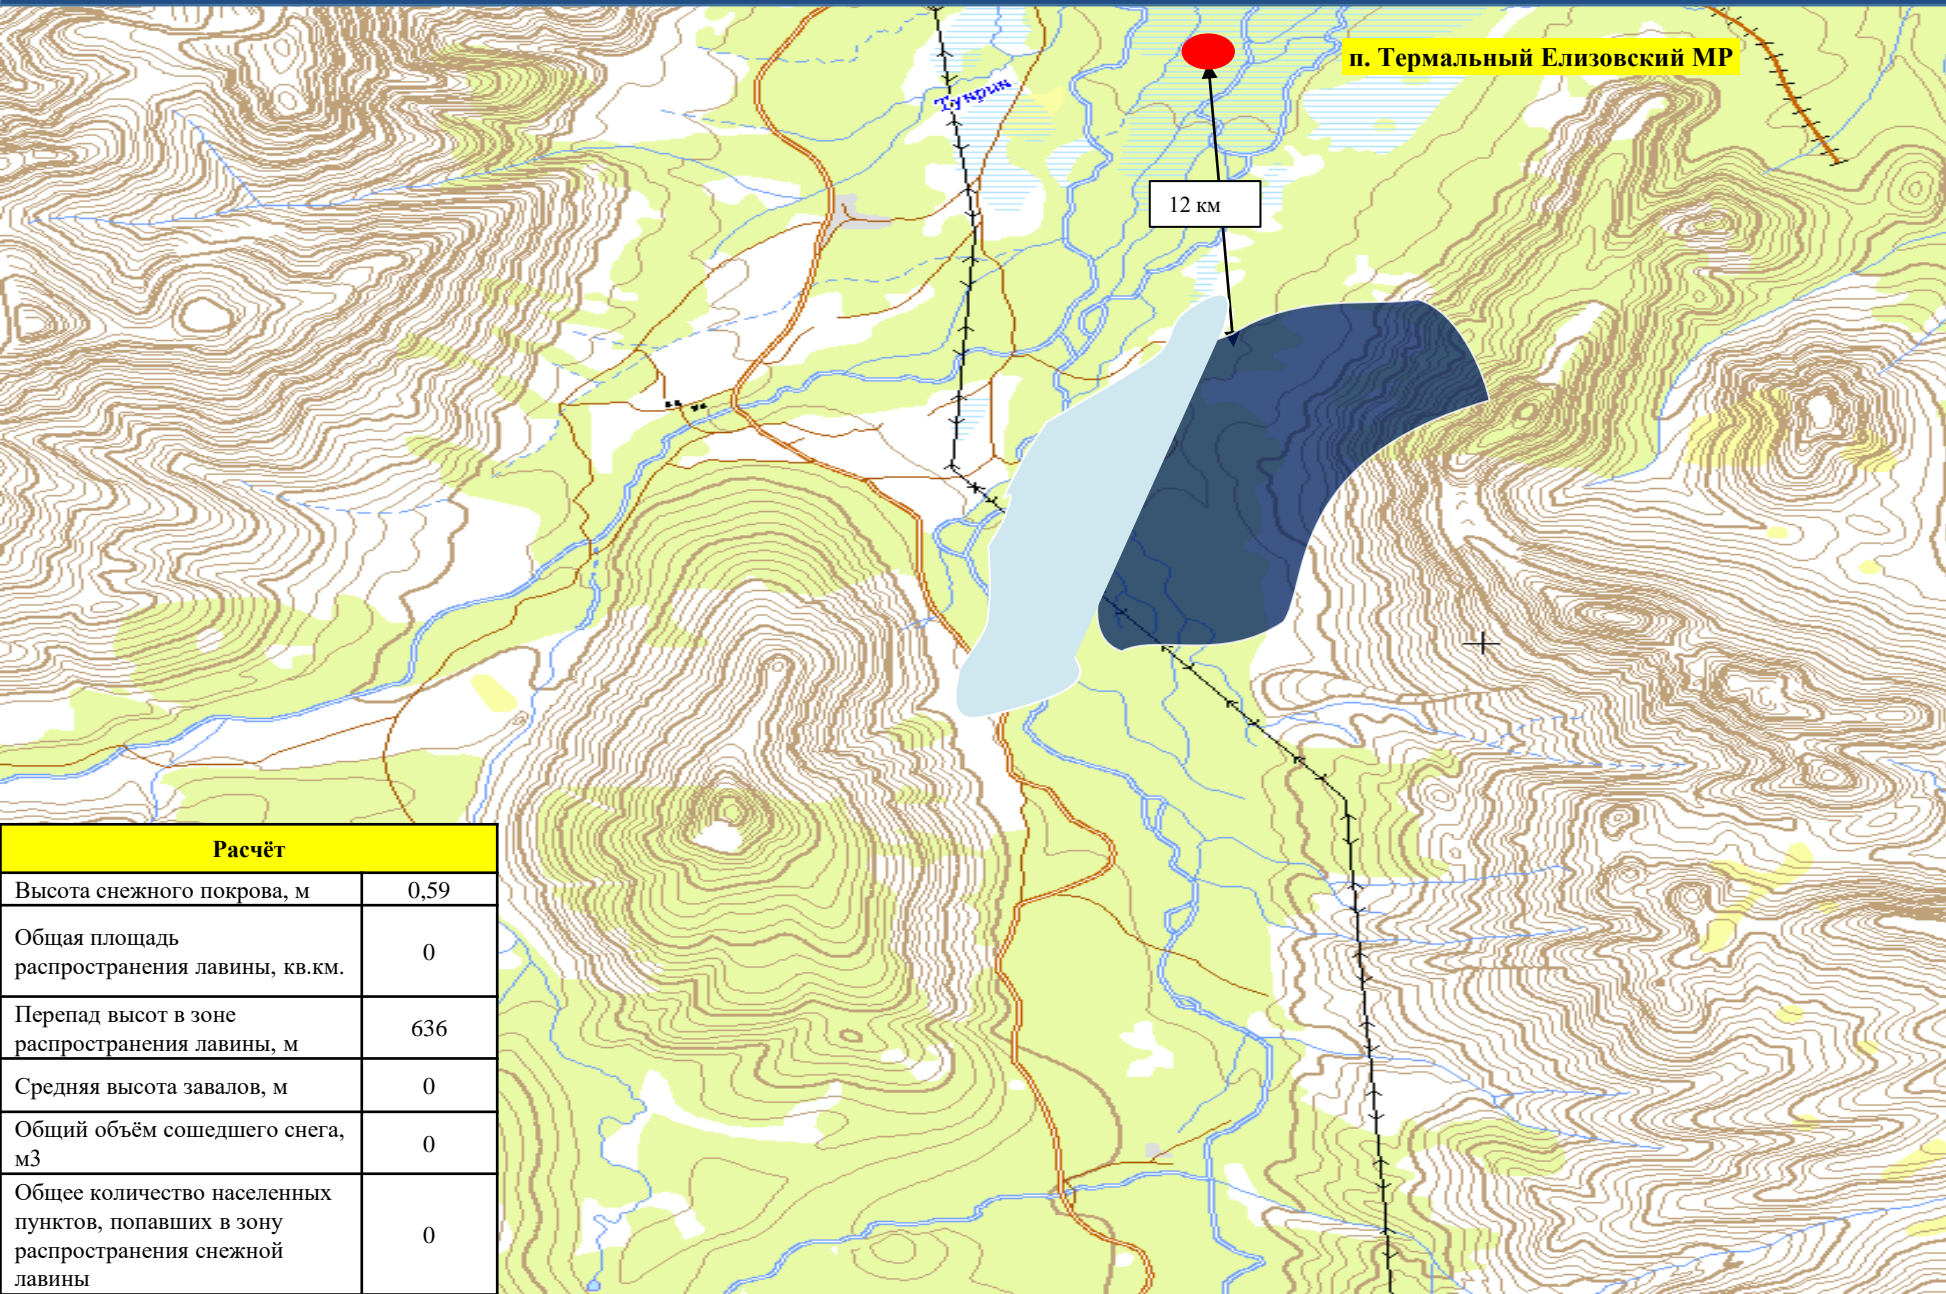 п. Термальный Елизовский МР
Тункрин
12 км
Расчёт
Высота снежного покрова, м 0,59
Общая площадь
распространения лавины, кв.км. 0
Перепад высот в зоне
распространения лавины, м 636
Средняя высота завалов, м 0
Общий объём сошедшего снега,
м3 0
Общее количество населенных
пунктов, попавших в зону
распространения снежной
лавины 0